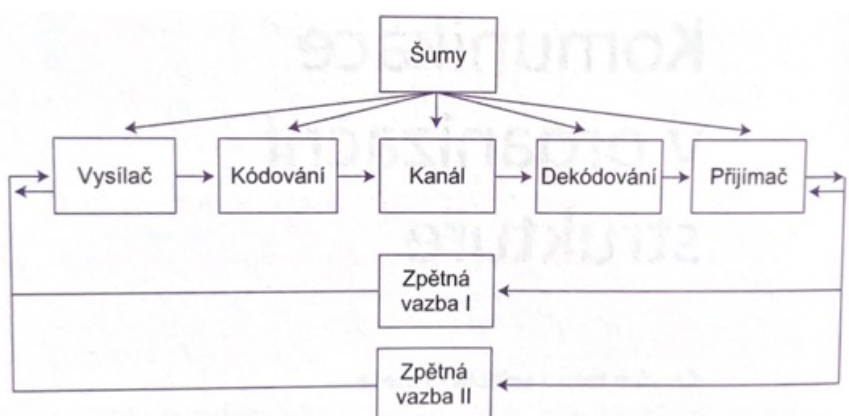 Šumy
Vysílač
Kódování
Kanál
Dekódování
Přijímač
Zpětná
vazba I
Zpětná
vazba II